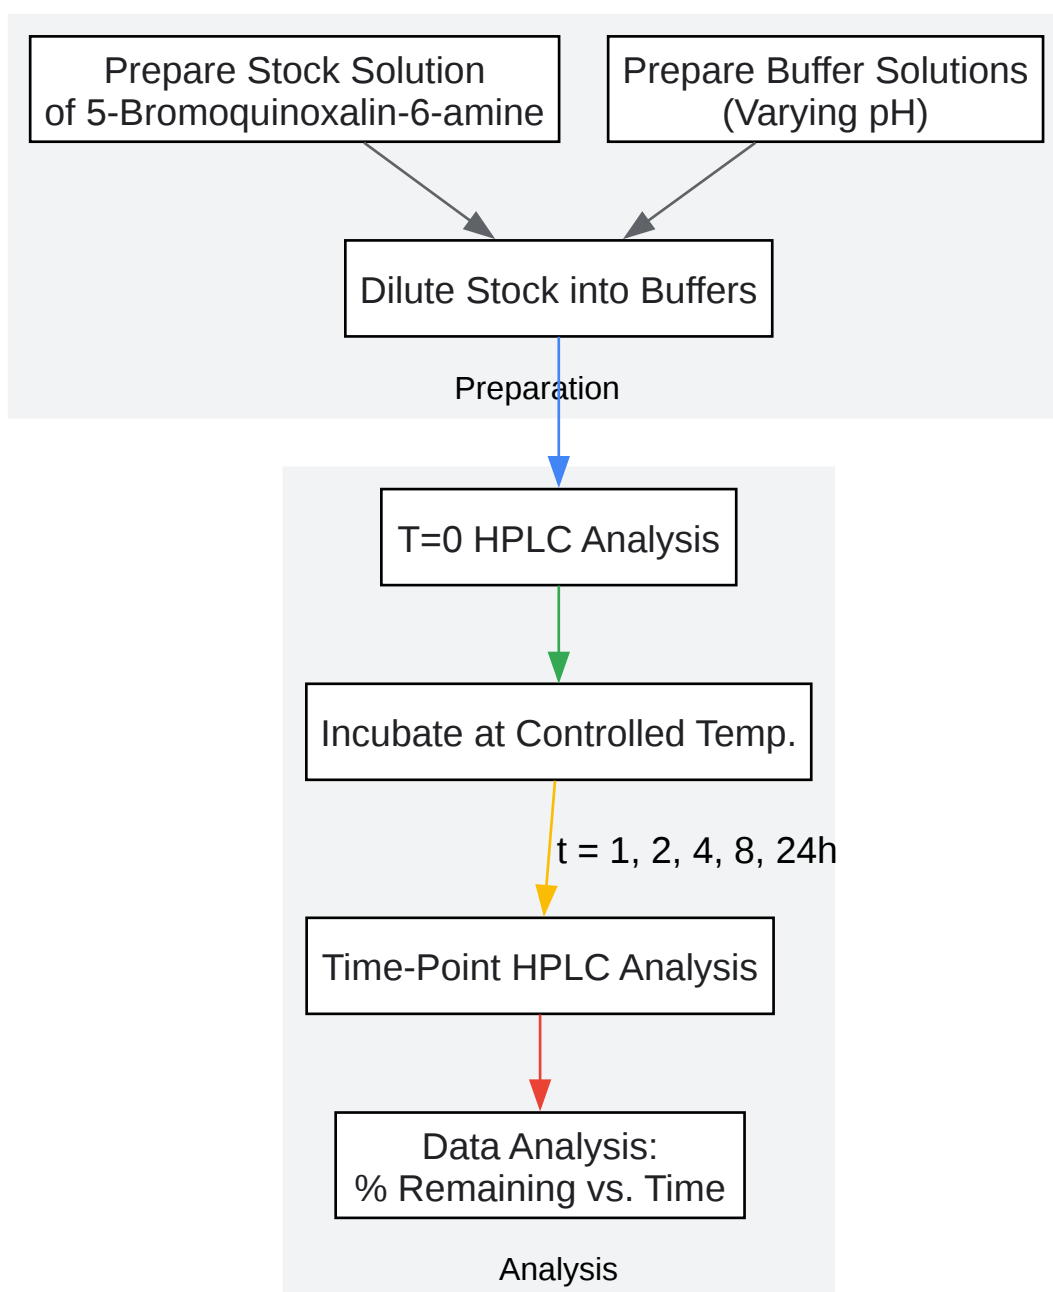 Prepare Stock Solution
of 5-Bromoquinoxalin-6-amine
Prepare Buffer Solutions
(Varying pH)
Dilute Stock into Buffers
Preparation
T=0 HPLC Analysis
Incubate at Controlled Temp.
t = 1, 2, 4, 8, 24h
Time-Point HPLC Analysis
Data Analysis:
% Remaining vs. Time
Analysis